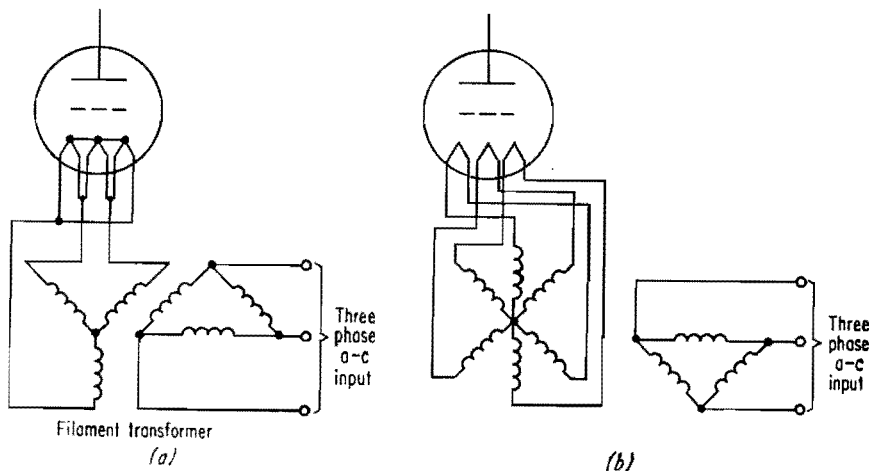 Three
phase
a-c
input
Three
phase
a-c
input
Filament transformer
(a)
(b)